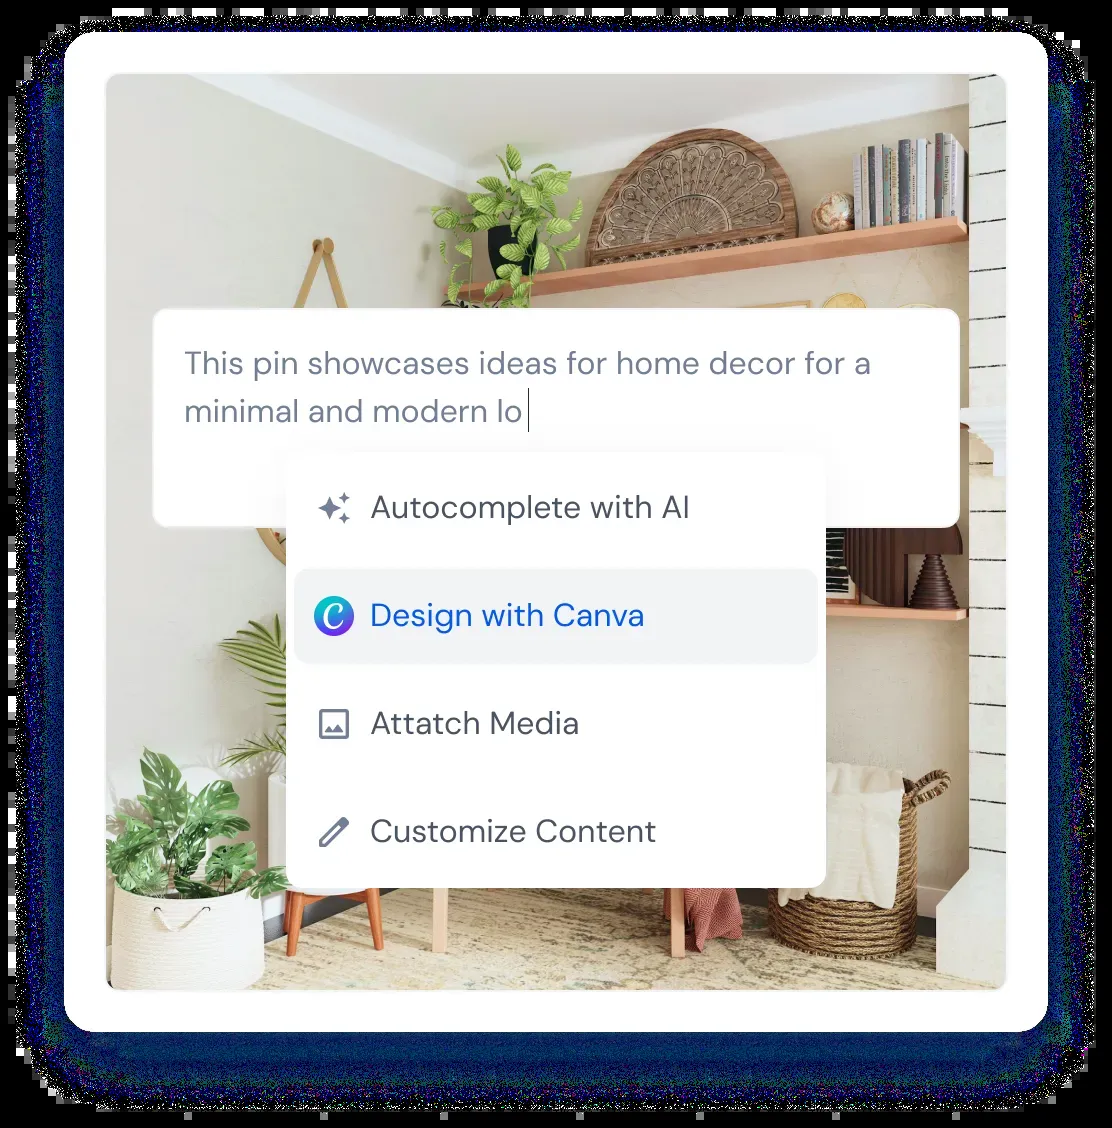 This pin showcases ideas for home decor for a
minimal and modern lo
Autocomplete with AI
Design with Canva
Attatch Media
Customize Content